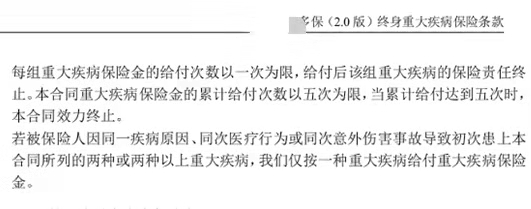 多保（2.0 版）终身重大疾病保险条款
每组重大疾病保险金的给付次数以一次为限，给付后该组重大疾病的保险责任终
止。本合同重大疾病保险金的累计给付次数以五次为限，当累计给付达到五次时，
本合同效力终止。
若被保险人因同一疾病原因、同次医疗行为或同次意外伤害事故导致初次患上本
合同所列的两种或两种以上重大疾病，我们仅按一种重大疾病给付重大疾病保险
金。